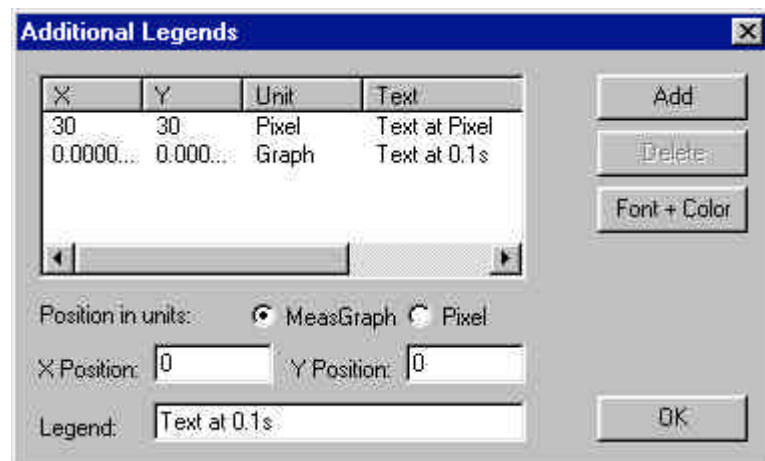 Additional Legends
X Y Unit Text
30 30 Pixel Text at Pixel
0.0000... 0.000... Graph Text at 0.1s
Add
Delete
Font + Color
Position in units: MeasGraph Pixel
X Position: 0 Y Position: 0
Legend: Text at 0.1s
OK